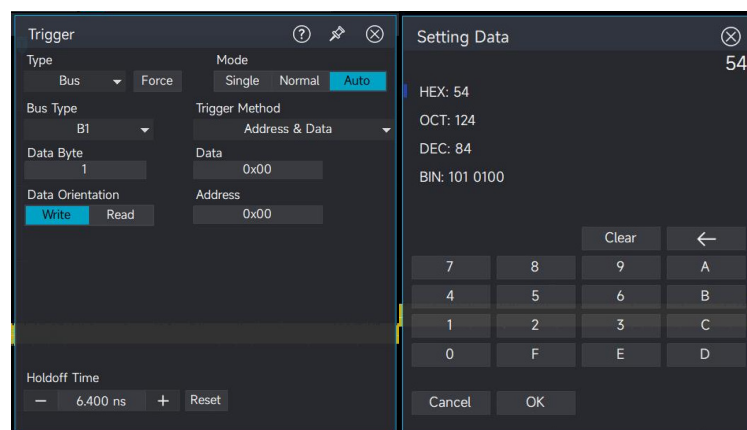 Trigger
Type Mode
Bus Force Single Normal Auto
Bus Type Trigger Method
B1 Address & Data
Data Byte Data
1 0x00
Data Orientation Address
Write Read 0x00
Holdoff Time
— 6.400 ns + Reset
Setting Data
54
HEX: 54
OCT: 124
DEC: 84
BIN: 101 0100
Clear ←
7 8 9 A
4 5 6 B
1 2 3 C
0 F E D
Cancel OK